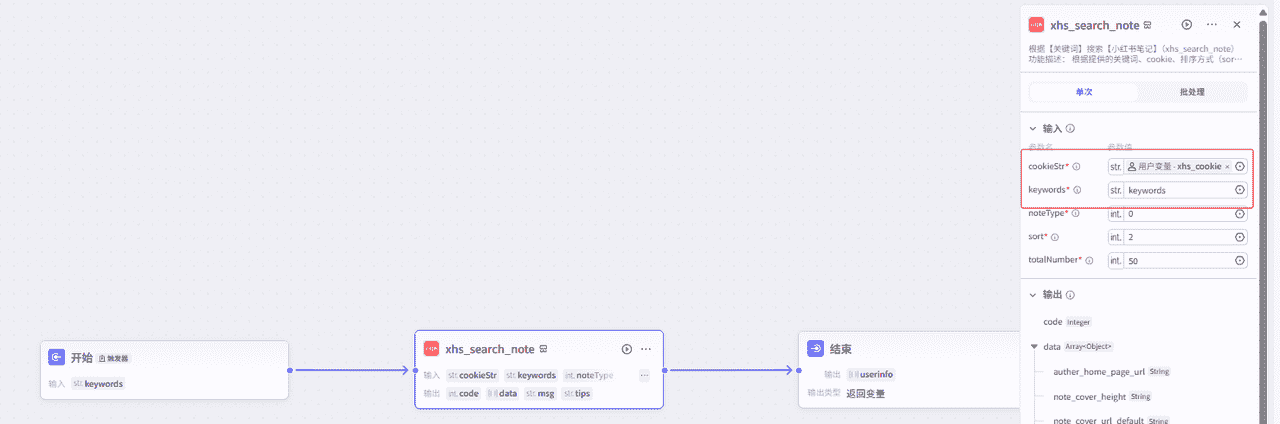 xhs_search_note
根据【关键词】搜索【小红书笔记】(xhs_search_note)
功能描述： 根据提供的关键词、cookie、排序方式（sor…
单次 批处理
输入
参数名 参数值
cookieStr* str. 用户变量 - xhs_cookie ×
keywords* str. keywords
noteType* int. 0
sort* int. 2
totalNumber* int. 50
输出
code Integer
data Array<Object>
auther_home_page_url String
note_cover_height String
note_cover_url_default String
开始 触发器
输入 str. keywords
xhs_search_note
输入 str. cookieStr str. keywords int. noteType
输出 int. code data str. msg str. tips
结束
输出 userinfo
输出类型 返回变量